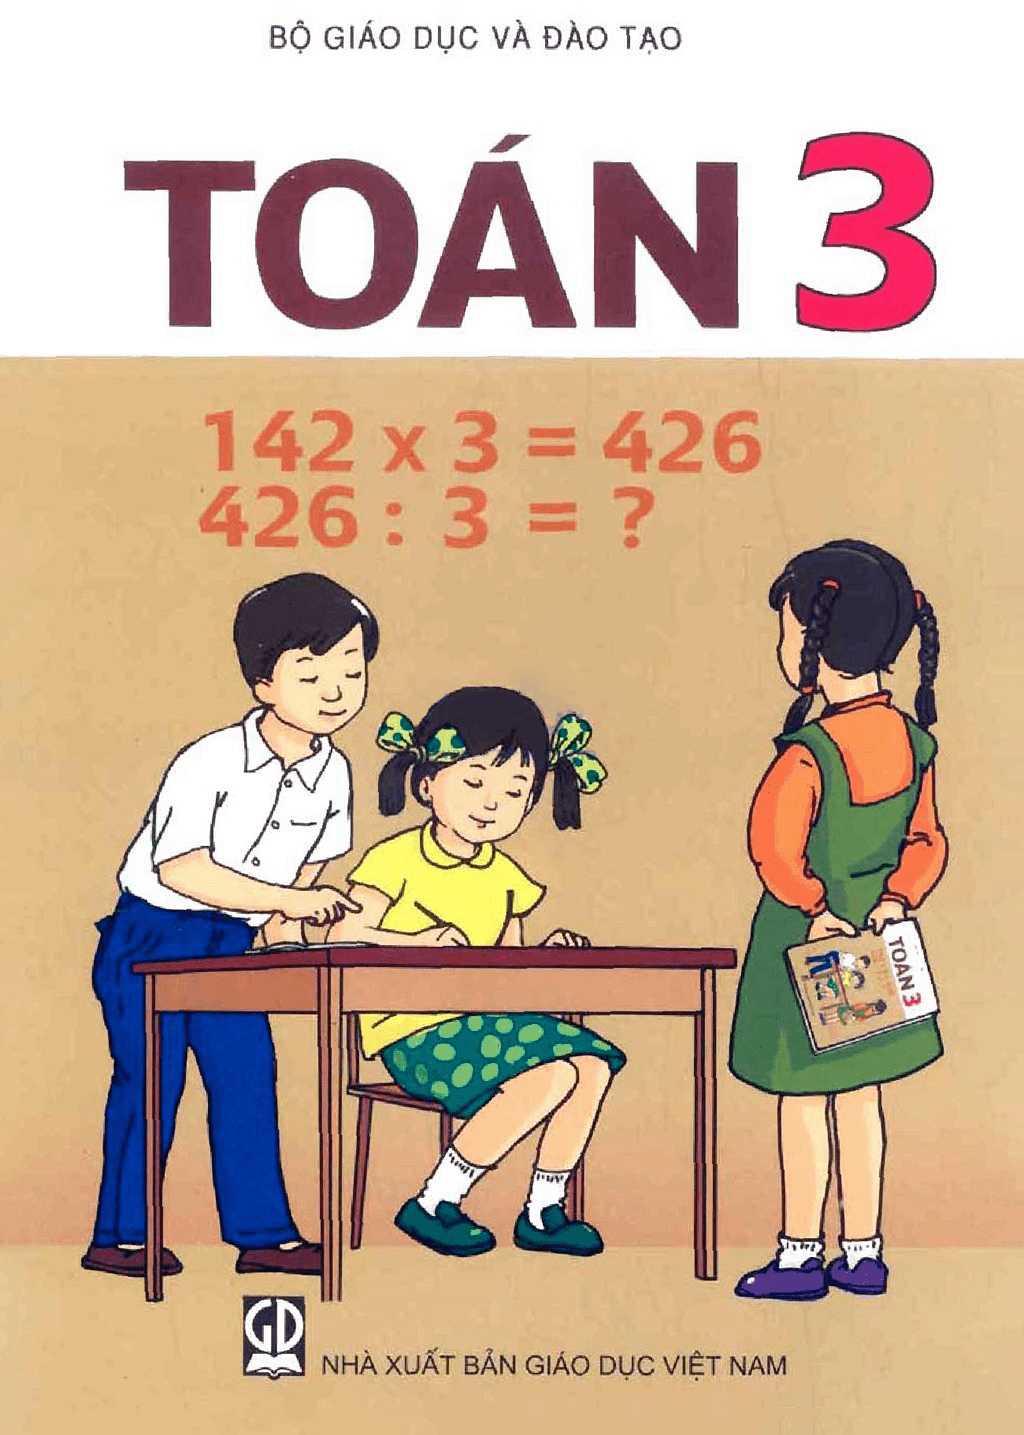 BỘ GIÁO DỤC VÀ ĐÀO TẠO
TOÁN 3
142 x 3 = 426
426 : 3 = ?
TOÁN 3
GD
NHÀ XUẤT BẢN GIÁO DỤC VIỆT NAM